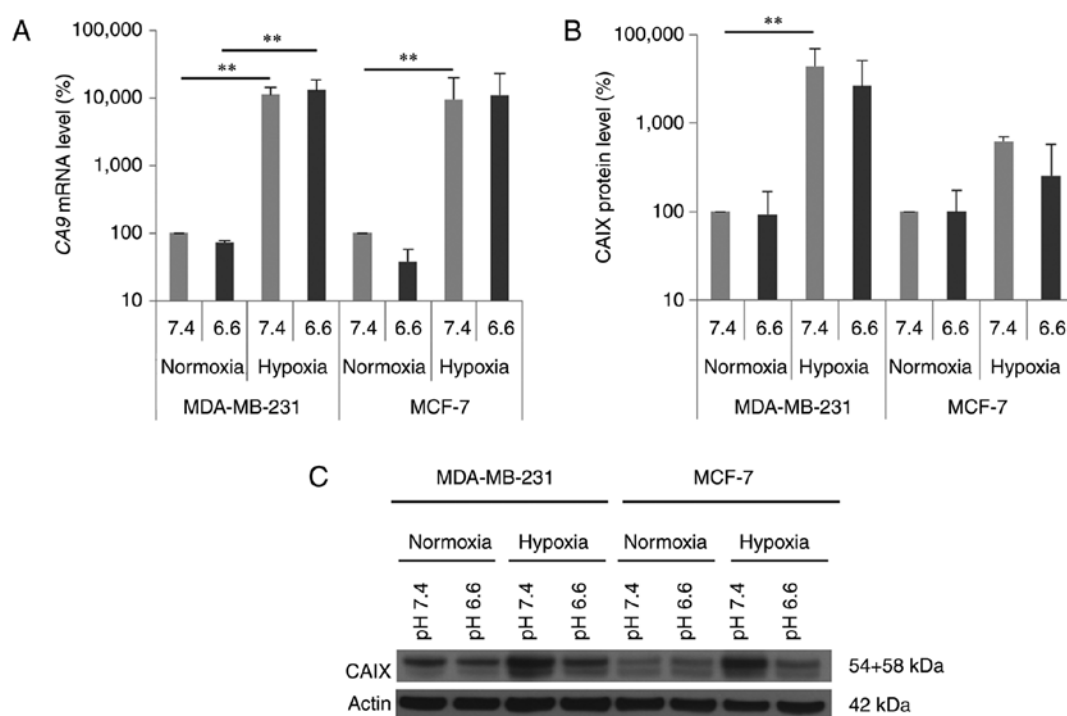 A
CA9 mRNA level (%)
100,000
10,000
1,000
100
10
**
**
**
7.4 6.6 7.4 6.6 7.4 6.6 7.4 6.6
Normoxia Hypoxia Normoxia Hypoxia
MDA-MB-231 MCF-7
B
CAIX protein level (%)
100,000
1,000
100
10
**
7.4 6.6 7.4 6.6 7.4 6.6 7.4 6.6
Normoxia Hypoxia Normoxia Hypoxia
MDA-MB-231 MCF-7
C
MDA-MB-231 MCF-7
Normoxia Hypoxia Normoxia Hypoxia
pH 7.4 pH 6.6 pH 7.4 pH 6.6 pH 7.4 pH 6.6 pH 7.4 pH 6.6
CAIX 54+58 kDa
Actin 42 kDa